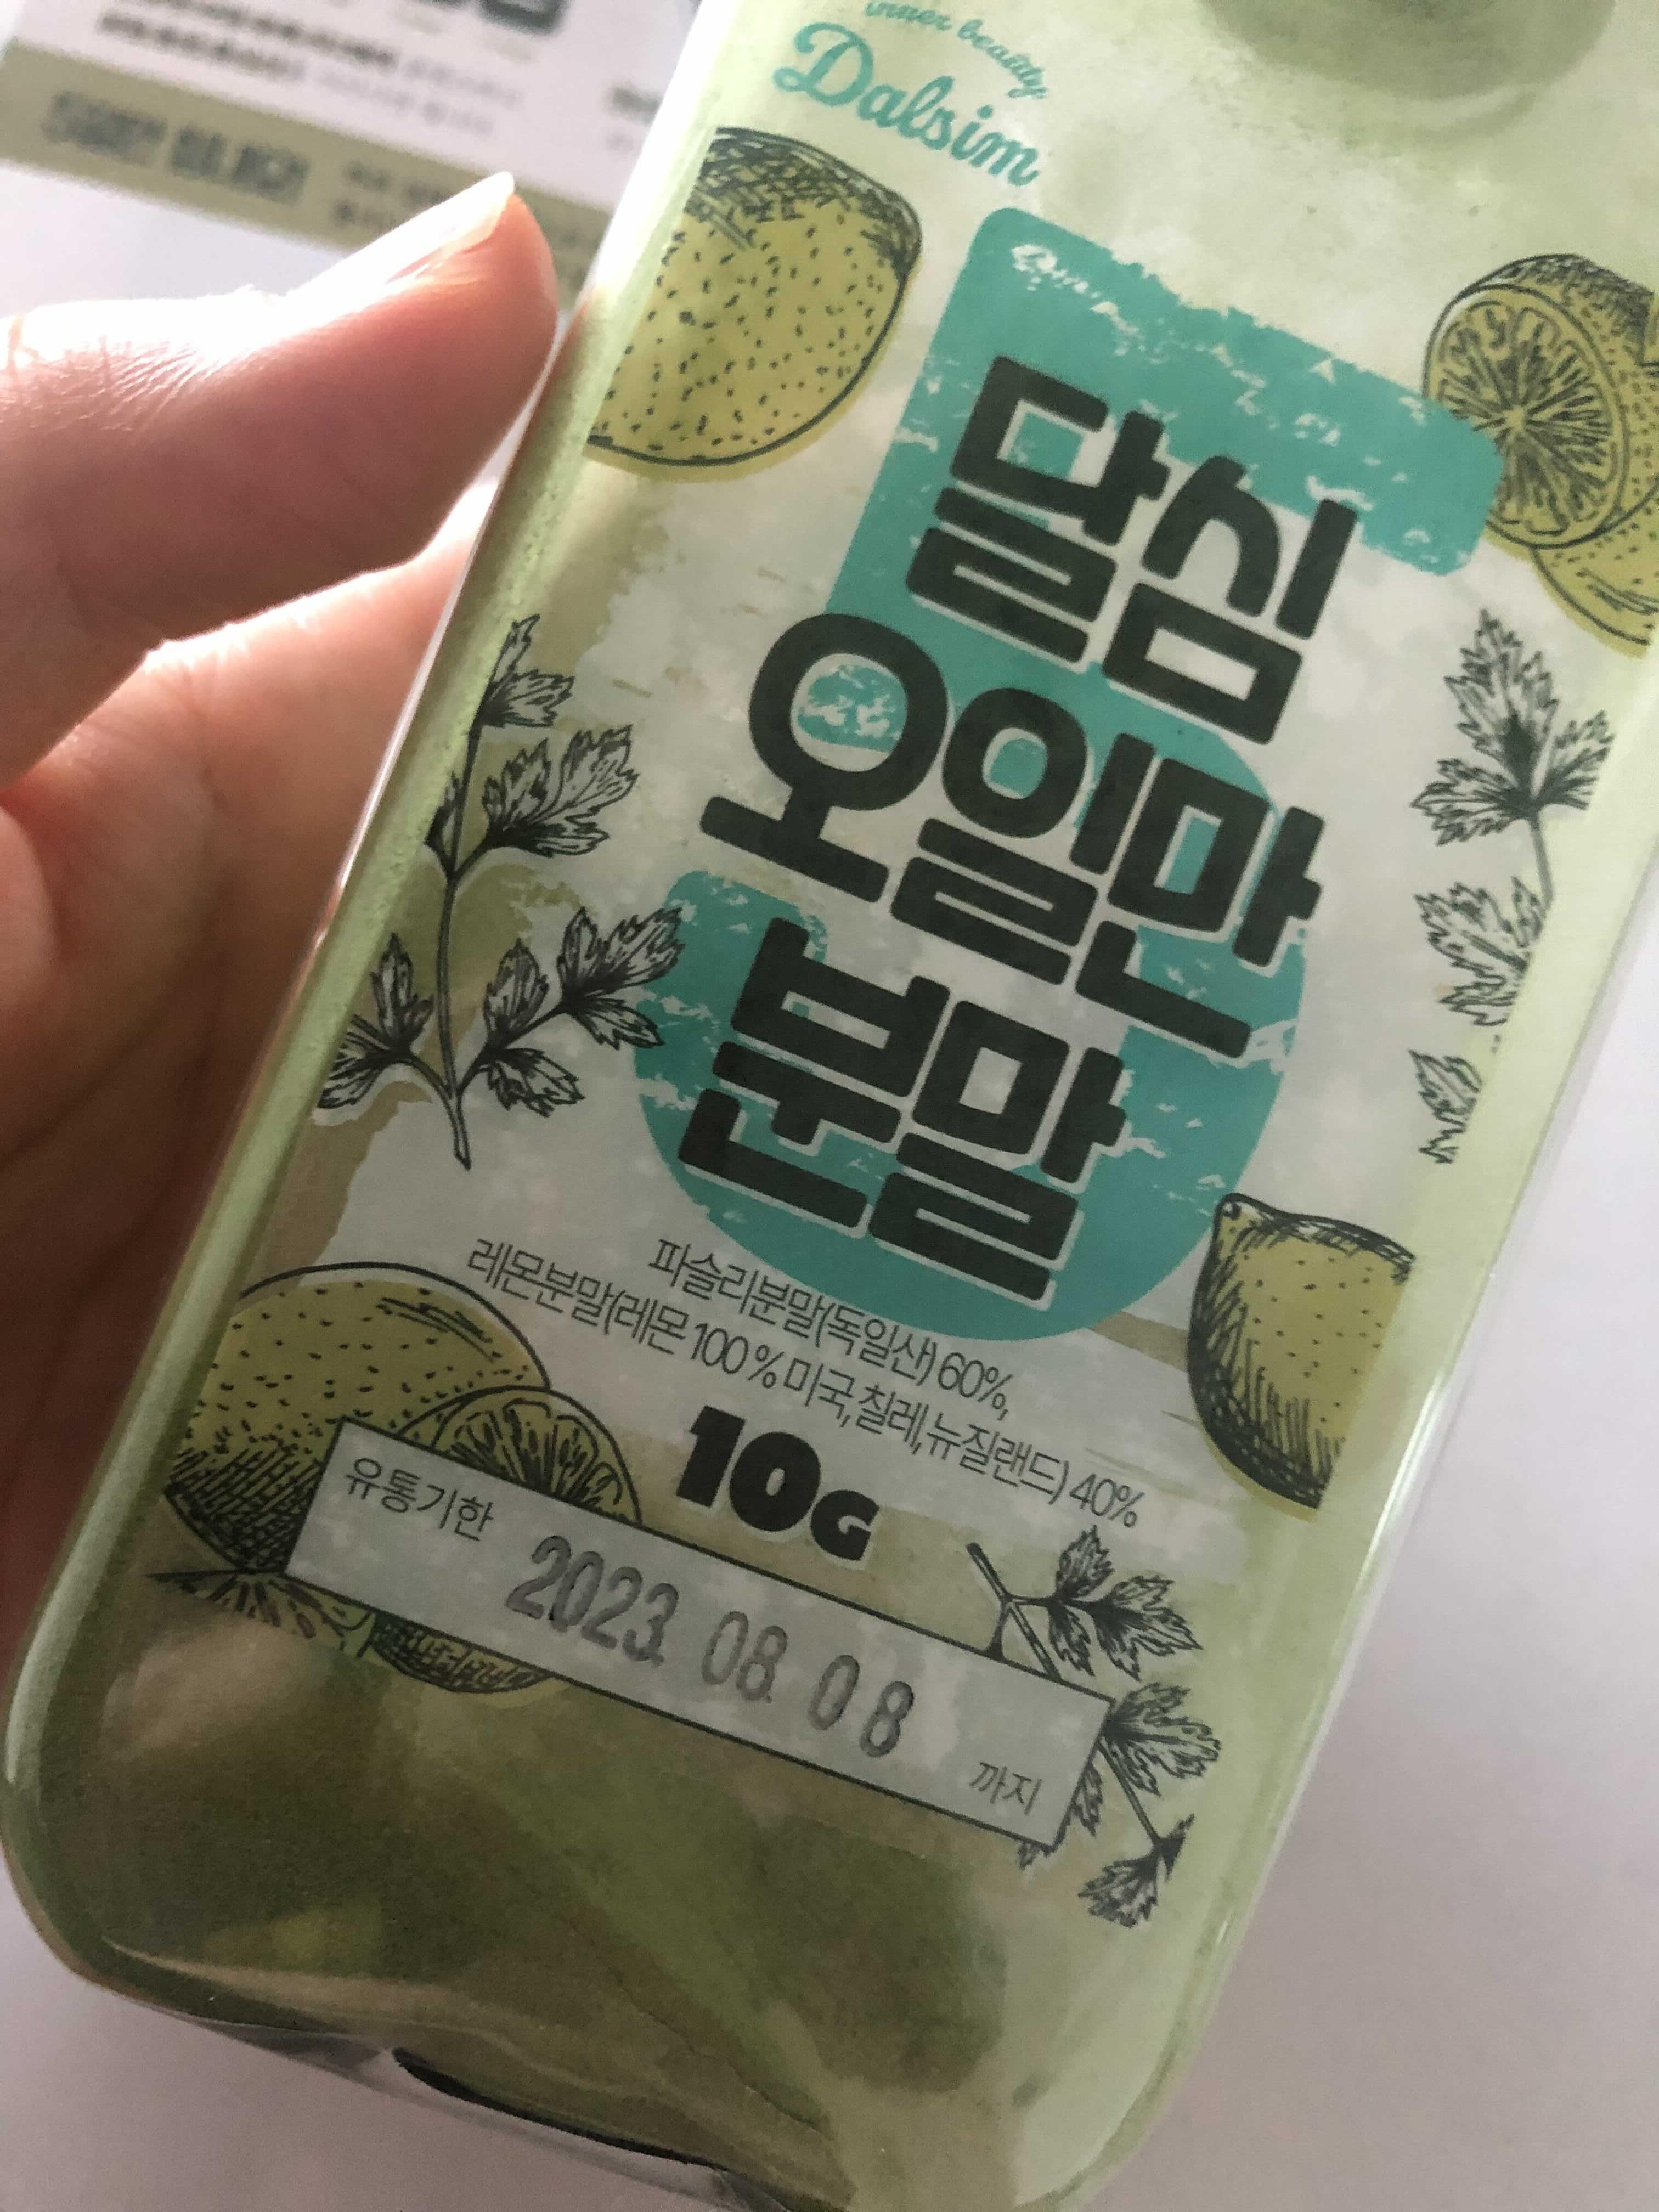 inner beauty
Dalsim
달심
오일만
분말
파슬리분말(독일산) 60%,
레몬분말(레몬 100% 미국,칠레,뉴질랜드) 40%
10G
유통기한 2023. 08. 08 까지